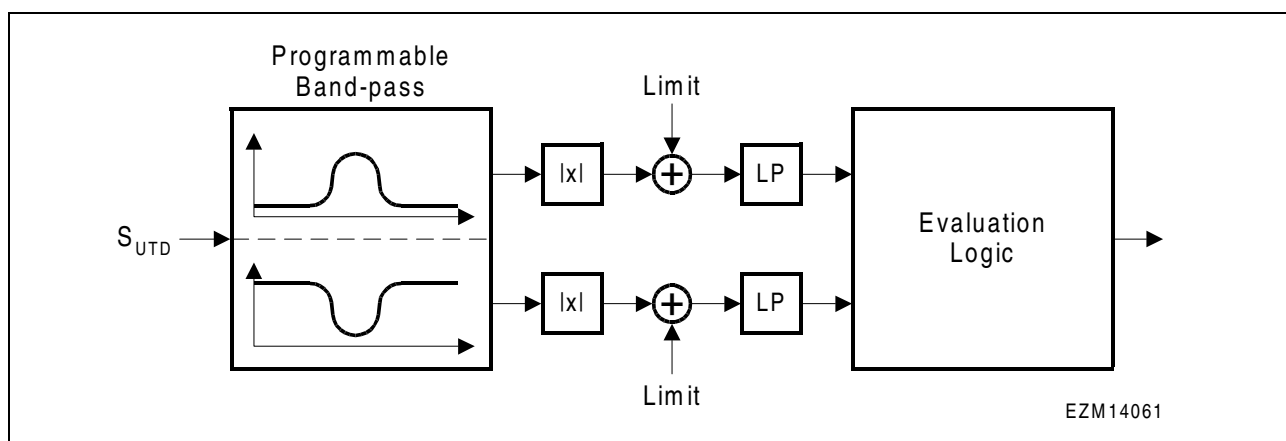 Programmable
Band-pass
Limit
|x|
+
LP
S_UTD
Evaluation
Logic
|x|
+
LP
Limit
EZM14061